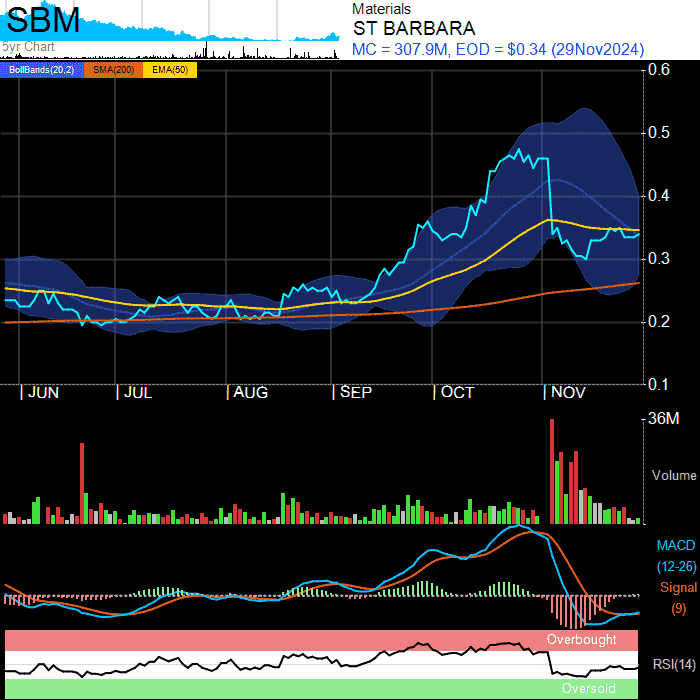 SBM
5yr Chart
Materials
ST BARBARA
MC = 307.9M, EOD = $0.34 (29Nov2024)
BollBands(20,2) SMA(200) EMA(50)
0.6
0.5
0.4
0.3
0.2
0.1
JUN JUL AUG SEP OCT NOV
36M
Volume
MACD
(12-26)
Signal
(9)
Overbought
RSI(14)
Oversold